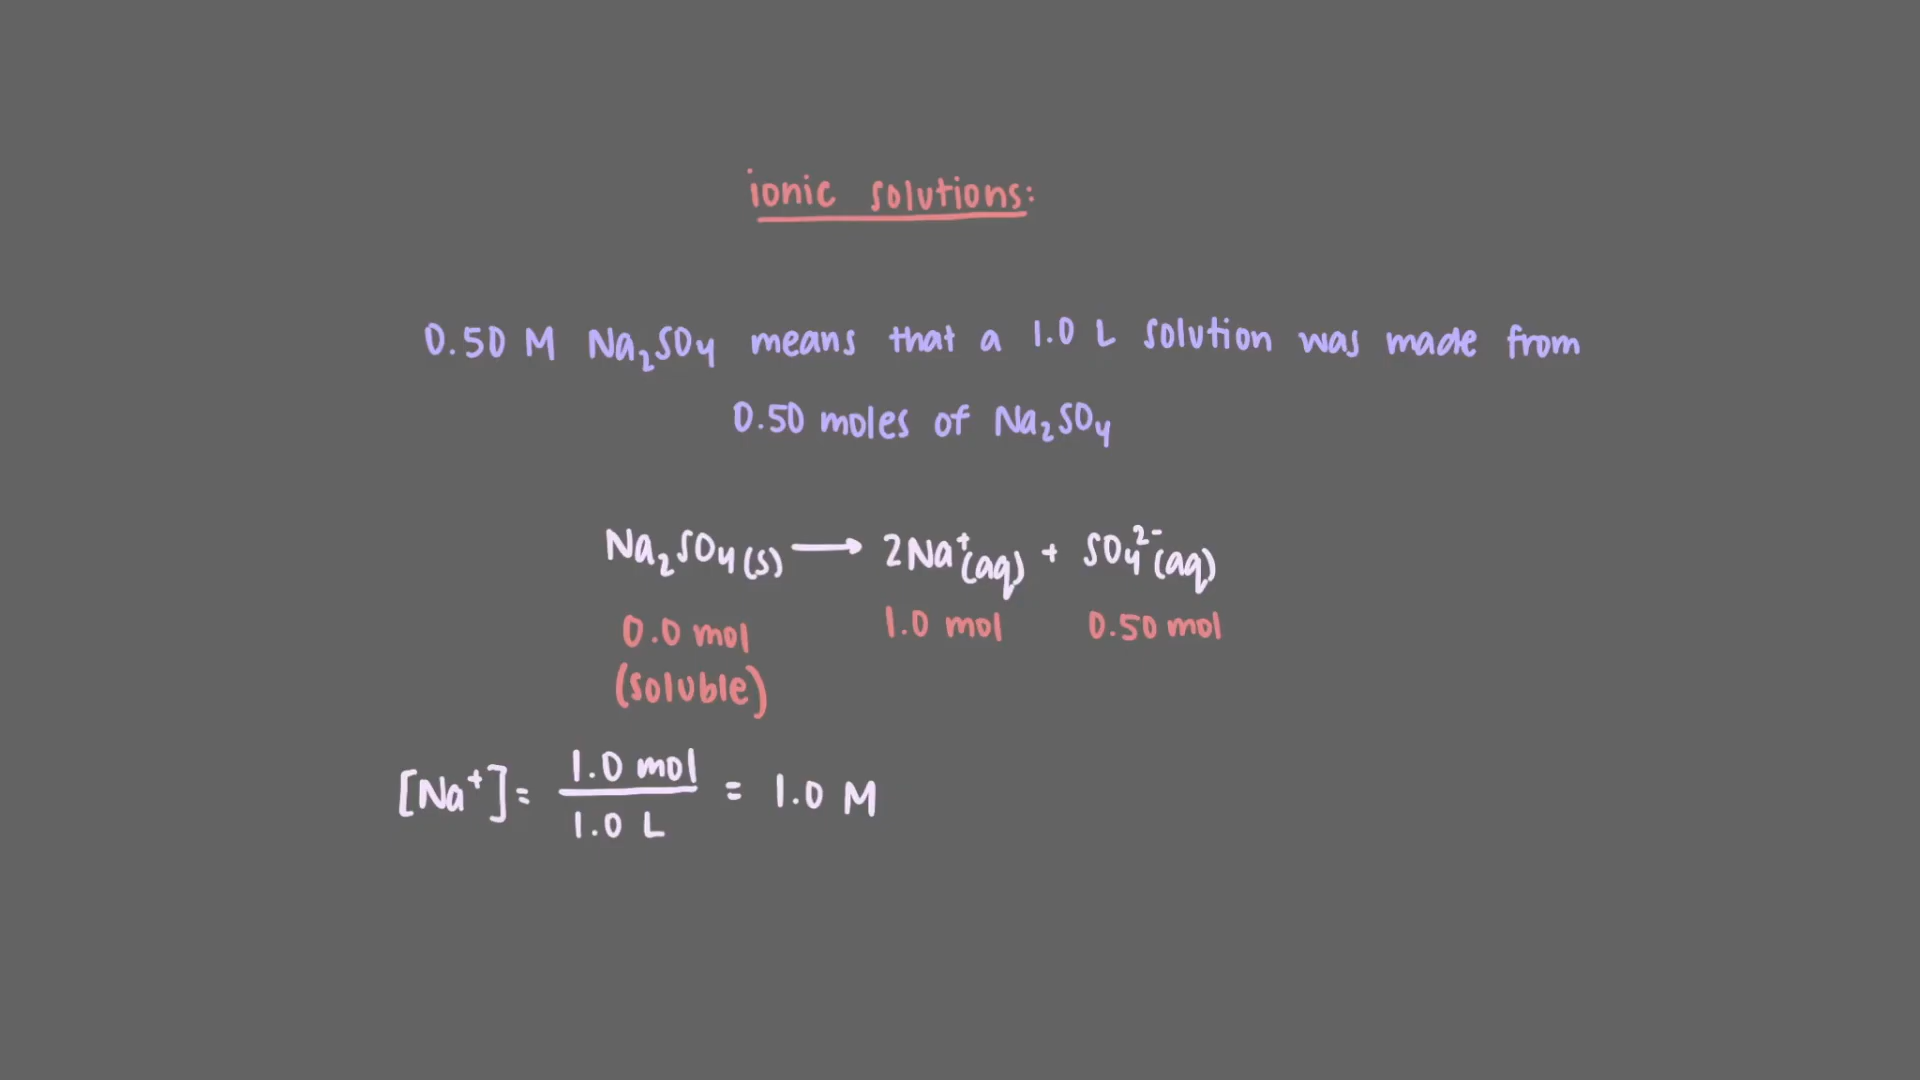 ionic solutions:
0.50 M Na₂SO₄ means that a 1.0 L solution was made from
0.50 moles of Na₂SO₄
Na₂SO₄(s) ⟶ 2Na⁺(aq) + SO₄²⁻(aq)
0.0 mol 1.0 mol 0.50 mol
(soluble)
[Na⁺] = 1.0 mol / 1.0 L = 1.0 M